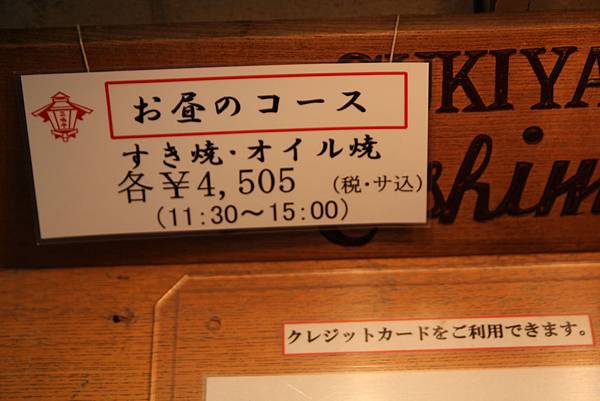 お昼のコース
すき焼・オイル焼
各￥4,505 (税・サ込)
(11:30～15:00)
UKIYA
shim
クレジットカードをご利用できます。